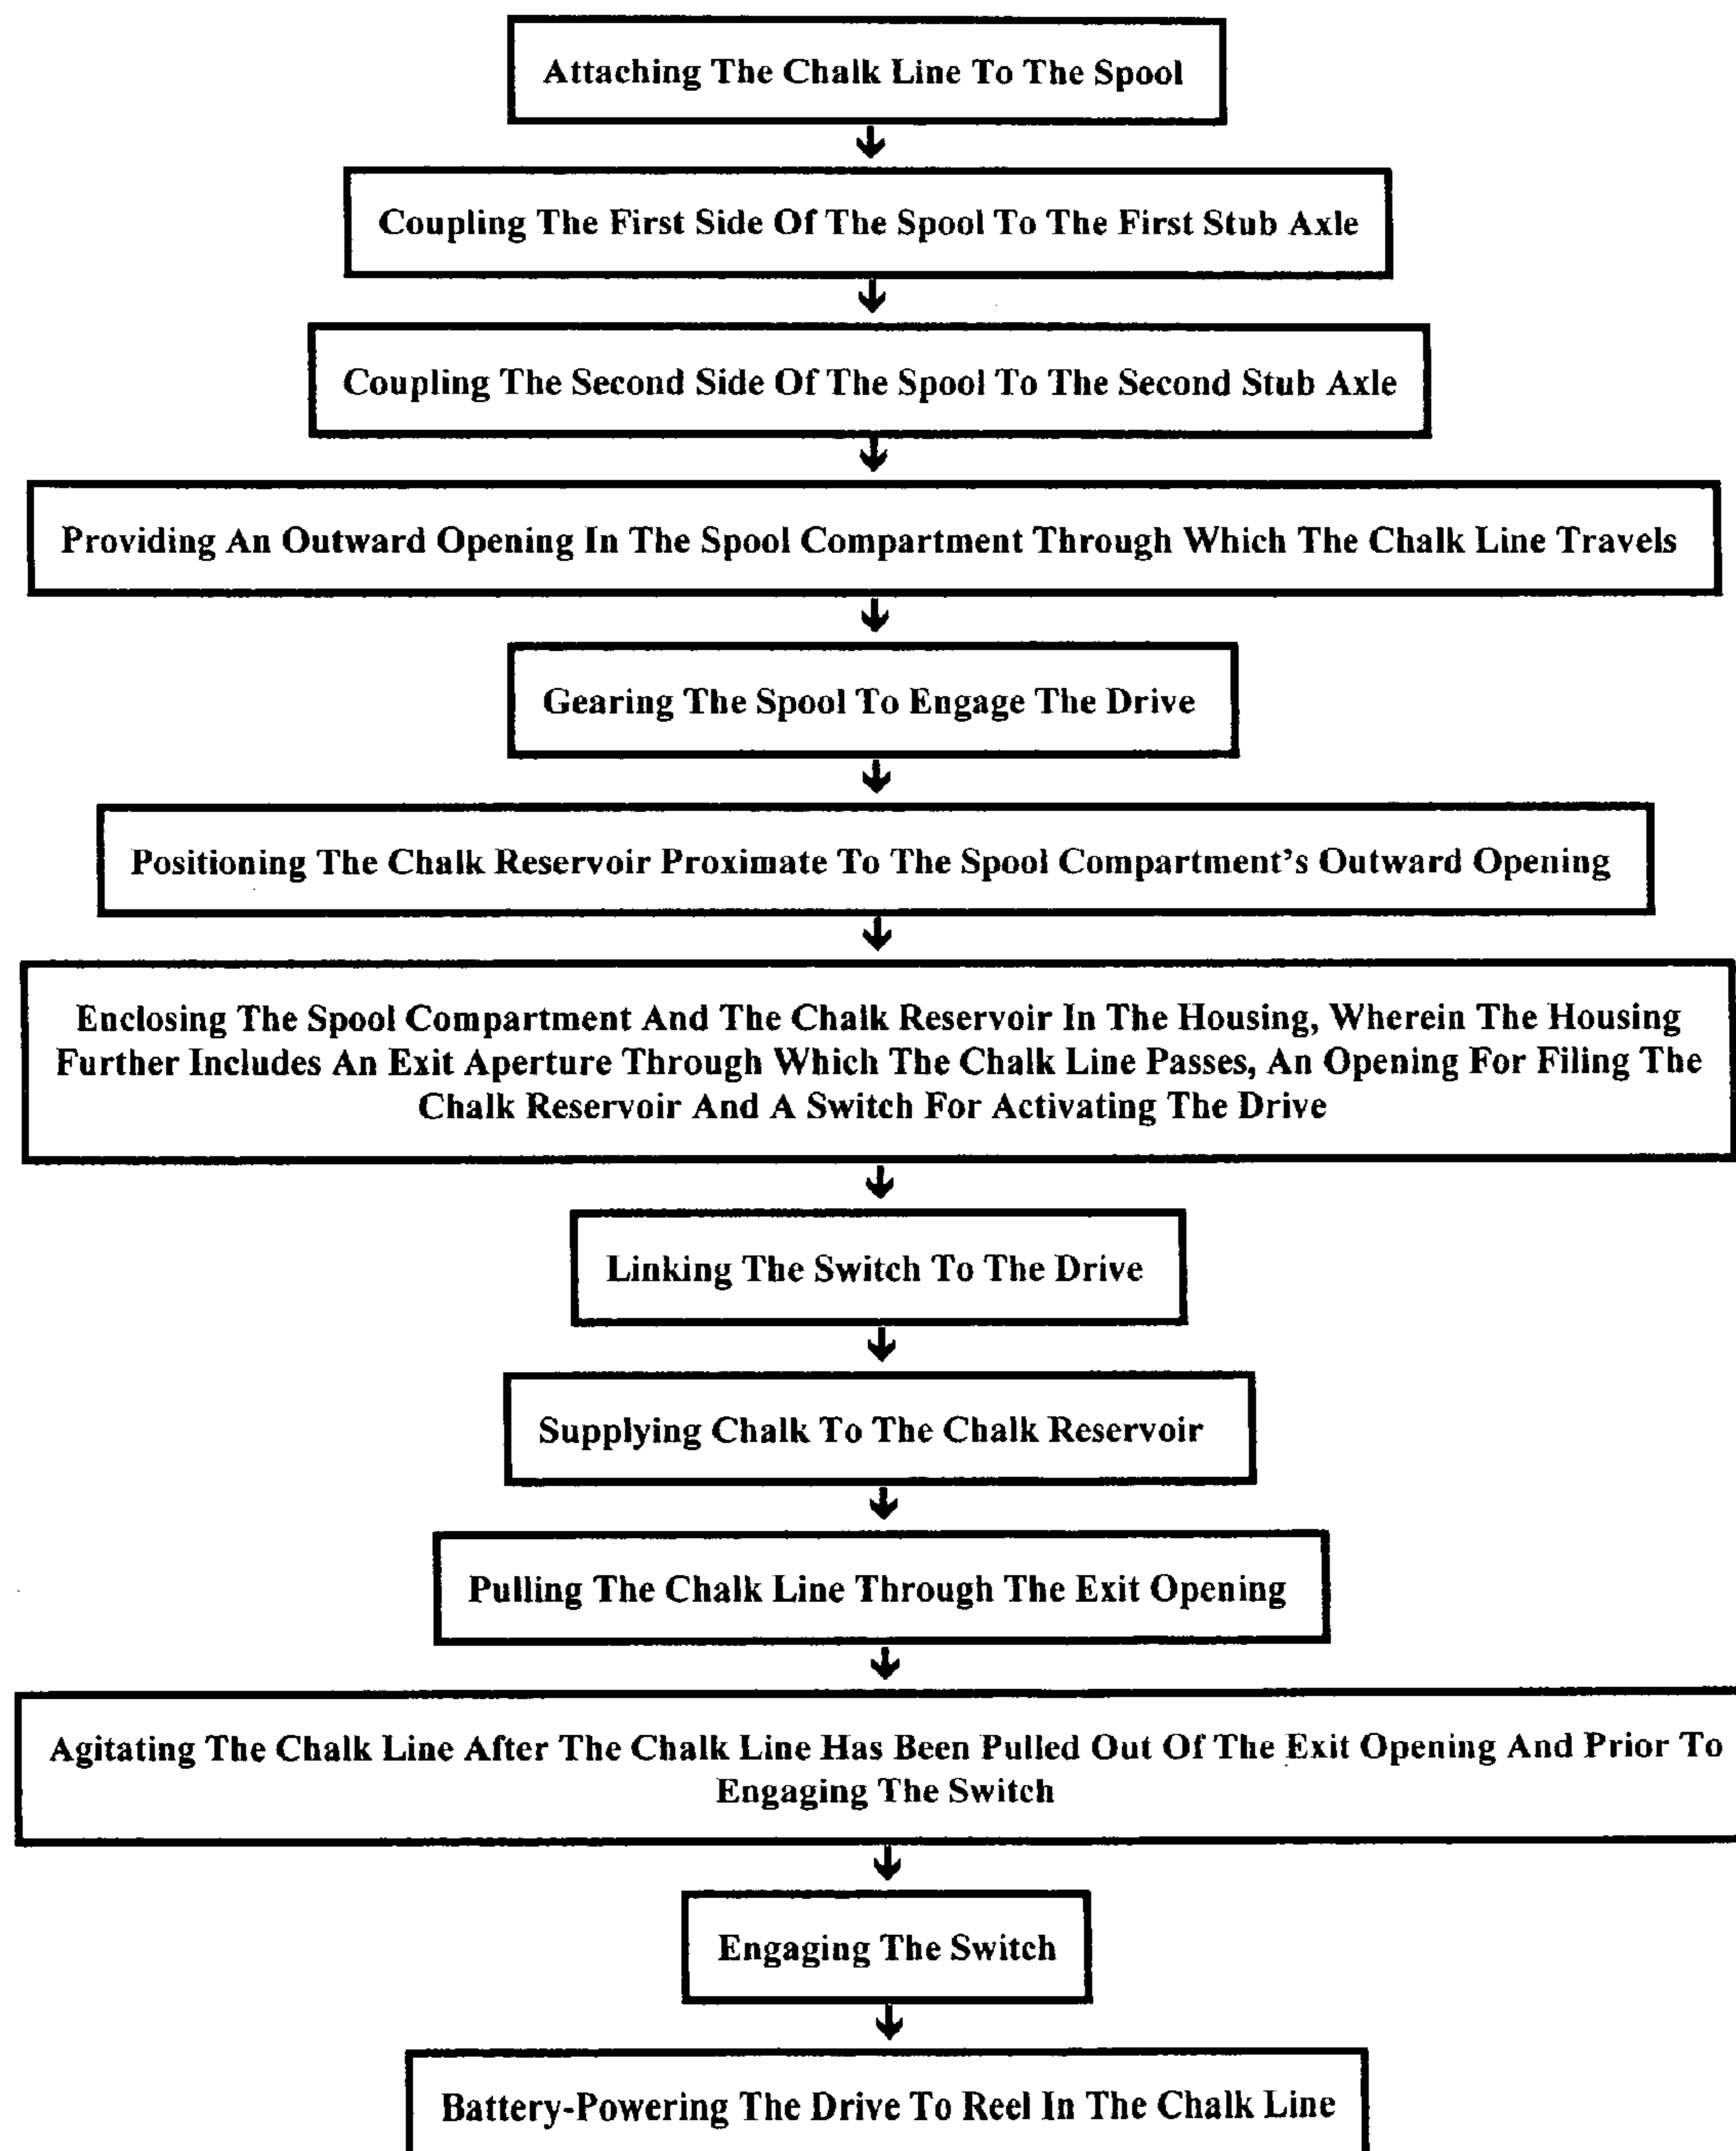 Attaching The Chalk Line To The Spool
Coupling The First Side Of The Spool To The First Stub Axle
Coupling The Second Side Of The Spool To The Second Stub Axle
Providing An Outward Opening In The Spool Compartment Through Which The Chalk Line Travels
Gearing The Spool To Engage The Drive
Positioning The Chalk Reservoir Proximate To The Spool Compartment's Outward Opening
Enclosing The Spool Compartment And The Chalk Reservoir In The Housing, Wherein The Housing
Further Includes An Exit Aperture Through Which The Chalk Line Passes, An Opening For Filing The
Chalk Reservoir And A Switch For Activating The Drive
Linking The Switch To The Drive
Supplying Chalk To The Chalk Reservoir
Pulling The Chalk Line Through The Exit Opening
Agitating The Chalk Line After The Chalk Line Has Been Pulled Out Of The Exit Opening And Prior To
Engaging The Switch
Engaging The Switch
Battery-Powering The Drive To Reel In The Chalk Line